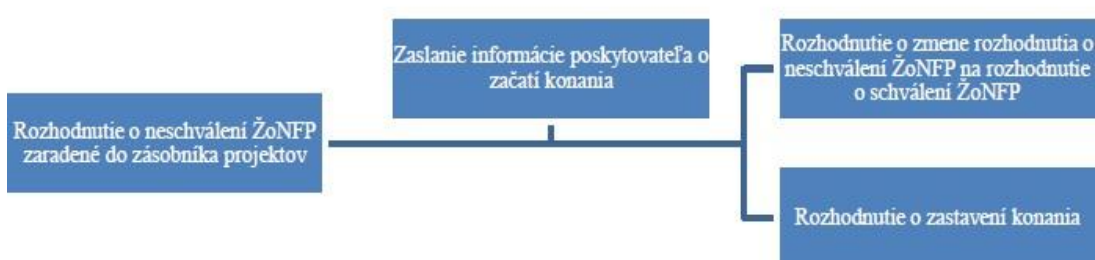 Rozhodnutie o neschválení ŽoNFP
zaradené do zásobníka projektov
Zaslanie informácie poskytovateľa o
začatí konania
Rozhodnutie o zmene rozhodnutia o
neschválení ŽoNFP na rozhodnutie
o schválení ŽoNFP
Rozhodnutie o zastavení konania